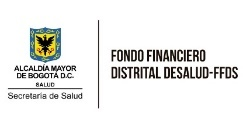 ALCALDÍA MAYOR
DE BOGOTÁ D.C.
SALUD
Secretaría de Salud
FONDO FINANCIERO
DISTRITAL DESALUD-FFDS